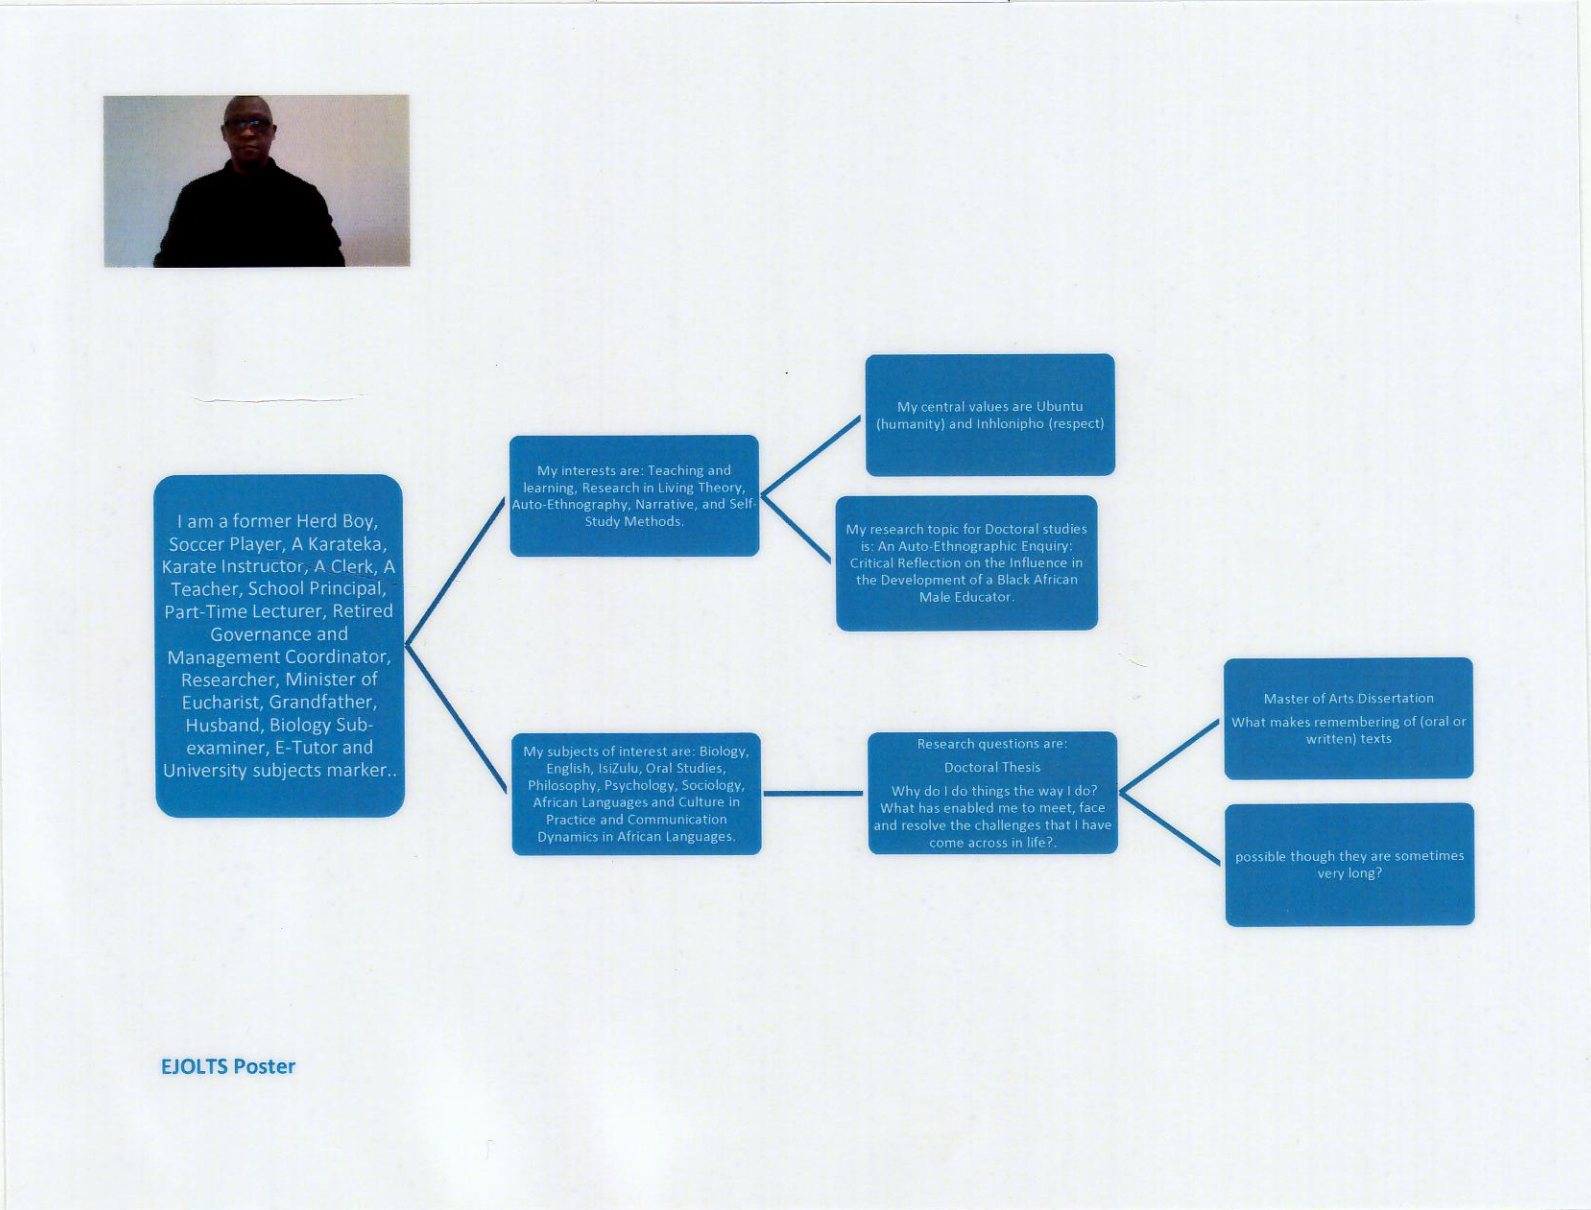 I am a former Herd Boy,
Soccer Player, A Karateka,
Karate Instructor, A Clerk, A
Teacher, School Principal,
Part-Time Lecturer, Retired
Governance and
Management Coordinator,
Researcher, Minister of
Eucharist, Grandfather,
Husband, Biology Sub-
examiner, E-Tutor and
University subjects marker..
My interests are: Teaching and
learning, Research in Living Theory,
Auto-Ethnography, Narrative, and Self-
Study Methods.
My central values are Ubuntu
(humanity) and Inhlonipho (respect)
My research topic for Doctoral studies
is: An Auto-Ethnographic Enquiry:
Critical Reflection on the Influence in
the Development of a Black African
Male Educator.
My subjects of interest are: Biology,
English, IsiZulu, Oral Studies,
Philosophy, Psychology, Sociology,
African Languages and Culture in
Practice and Communication
Dynamics in African Languages.
Research questions are:
Doctoral Thesis
Why do I do things the way I do?
What has enabled me to meet, face
and resolve the challenges that I have
come across in life?.
Master of Arts Dissertation
What makes remembering of (oral or
written) texts
possible though they are sometimes
very long?
EJOLTS Poster